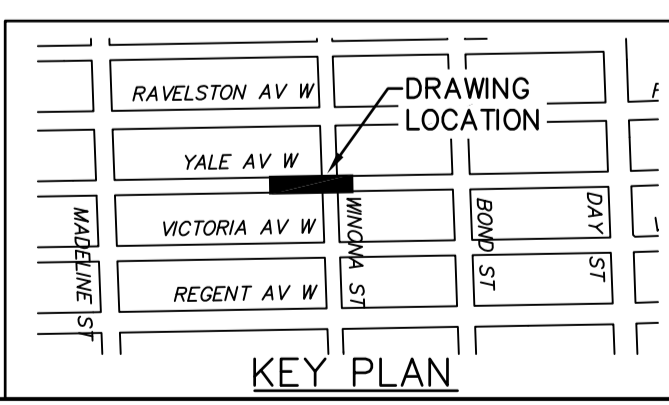 RAVELSTON AV W
DRAWING
LOCATION
YALE AV W
VICTORIA AV W
REGENT AV W
MADELINE ST
WINONA ST
BOND ST
DAY ST
KEY PLAN